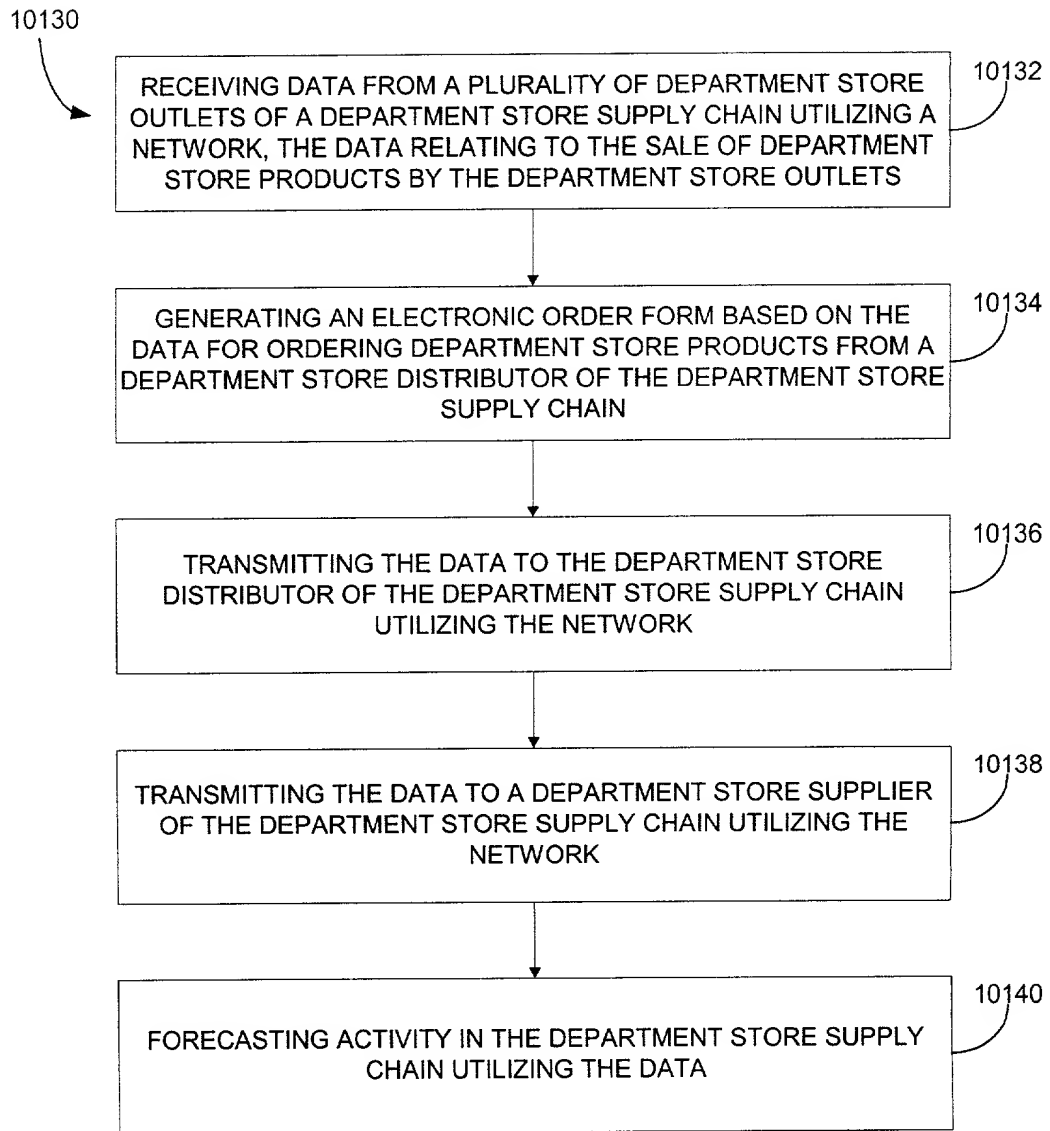 10130
RECEIVING DATA FROM A PLURALITY OF DEPARTMENT STORE
OUTLETS OF A DEPARTMENT STORE SUPPLY CHAIN UTILIZING A
NETWORK, THE DATA RELATING TO THE SALE OF DEPARTMENT
STORE PRODUCTS BY THE DEPARTMENT STORE OUTLETS
10132
GENERATING AN ELECTRONIC ORDER FORM BASED ON THE
DATA FOR ORDERING DEPARTMENT STORE PRODUCTS FROM A
DEPARTMENT STORE DISTRIBUTOR OF THE DEPARTMENT STORE
SUPPLY CHAIN
10134
TRANSMITTING THE DATA TO THE DEPARTMENT STORE
DISTRIBUTOR OF THE DEPARTMENT STORE SUPPLY CHAIN
UTILIZING THE NETWORK
10136
TRANSMITTING THE DATA TO A DEPARTMENT STORE SUPPLIER
OF THE DEPARTMENT STORE SUPPLY CHAIN UTILIZING THE
NETWORK
10138
FORECASTING ACTIVITY IN THE DEPARTMENT STORE SUPPLY
CHAIN UTILIZING THE DATA
10140